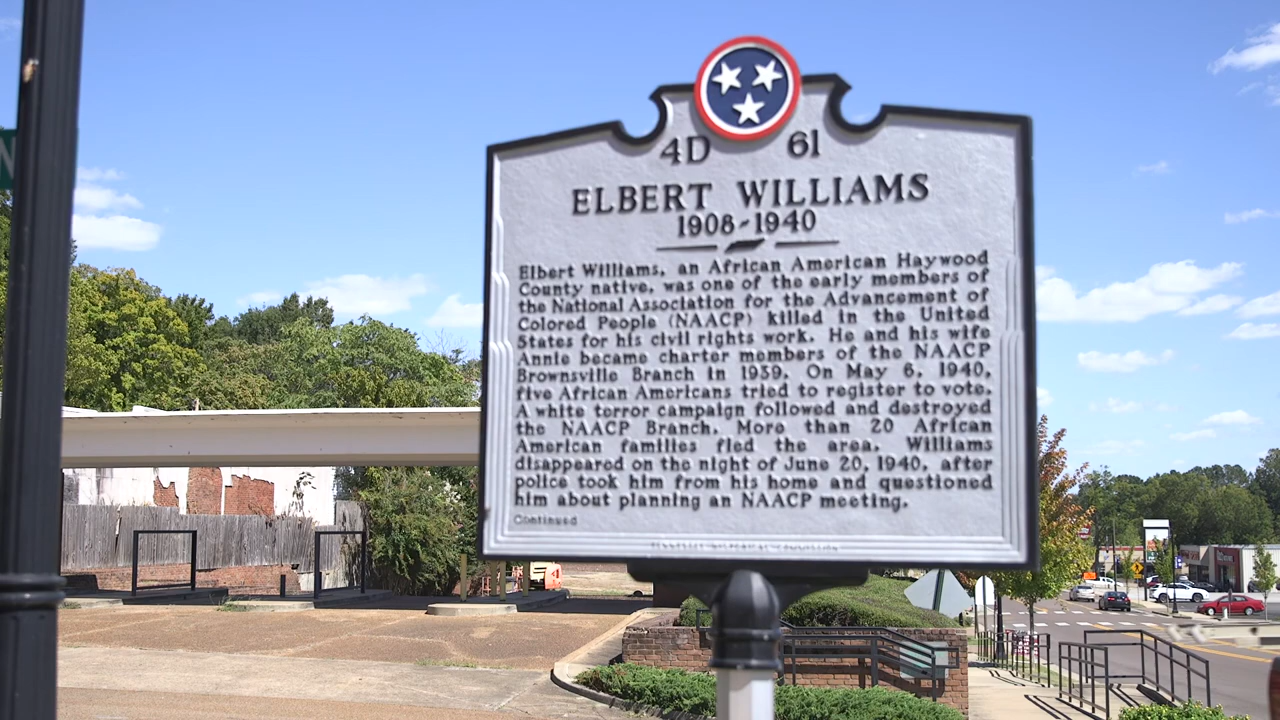 N
4D 61
ELBERT WILLIAMS
1908-1940
Elbert Williams, an African American Haywood
County native, was one of the early members of
the National Association for the Advancement of
Colored People (NAACP) killed in the United
States for his civil rights work. He and his wife
Annie became charter members of the NAACP
Brownsville Branch in 1939. On May 6, 1940,
five African Americans tried to register to vote.
A white terror campaign followed and destroyed
the NAACP Branch. More than 20 African
American families fled the area. Williams
disappeared on the night of June 20, 1940, after
police took him from his home and questioned
him about planning an NAACP meeting.
Continued
TENNESSEE HISTORICAL COMMISSION